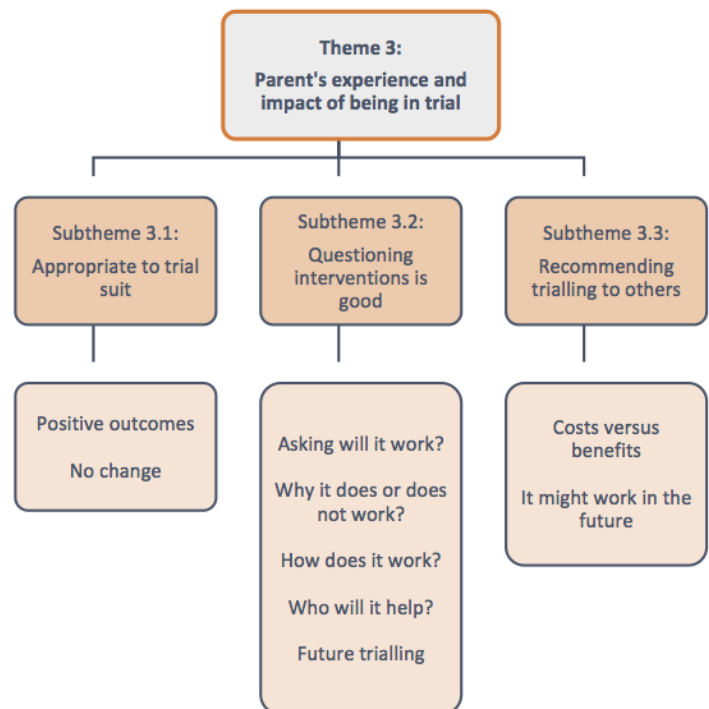 Theme 3:
Parent's experience and
impact of being in trial
Subtheme 3.1:
Appropriate to trial
suit
Subtheme 3.2:
Questioning
interventions is
good
Subtheme 3.3:
Recommending
trialling to others
Positive outcomes
No change
Asking will it work?
Why it does or does
not work?
How does it work?
Who will it help?
Future trialling
Costs versus
benefits
It might work in the
future